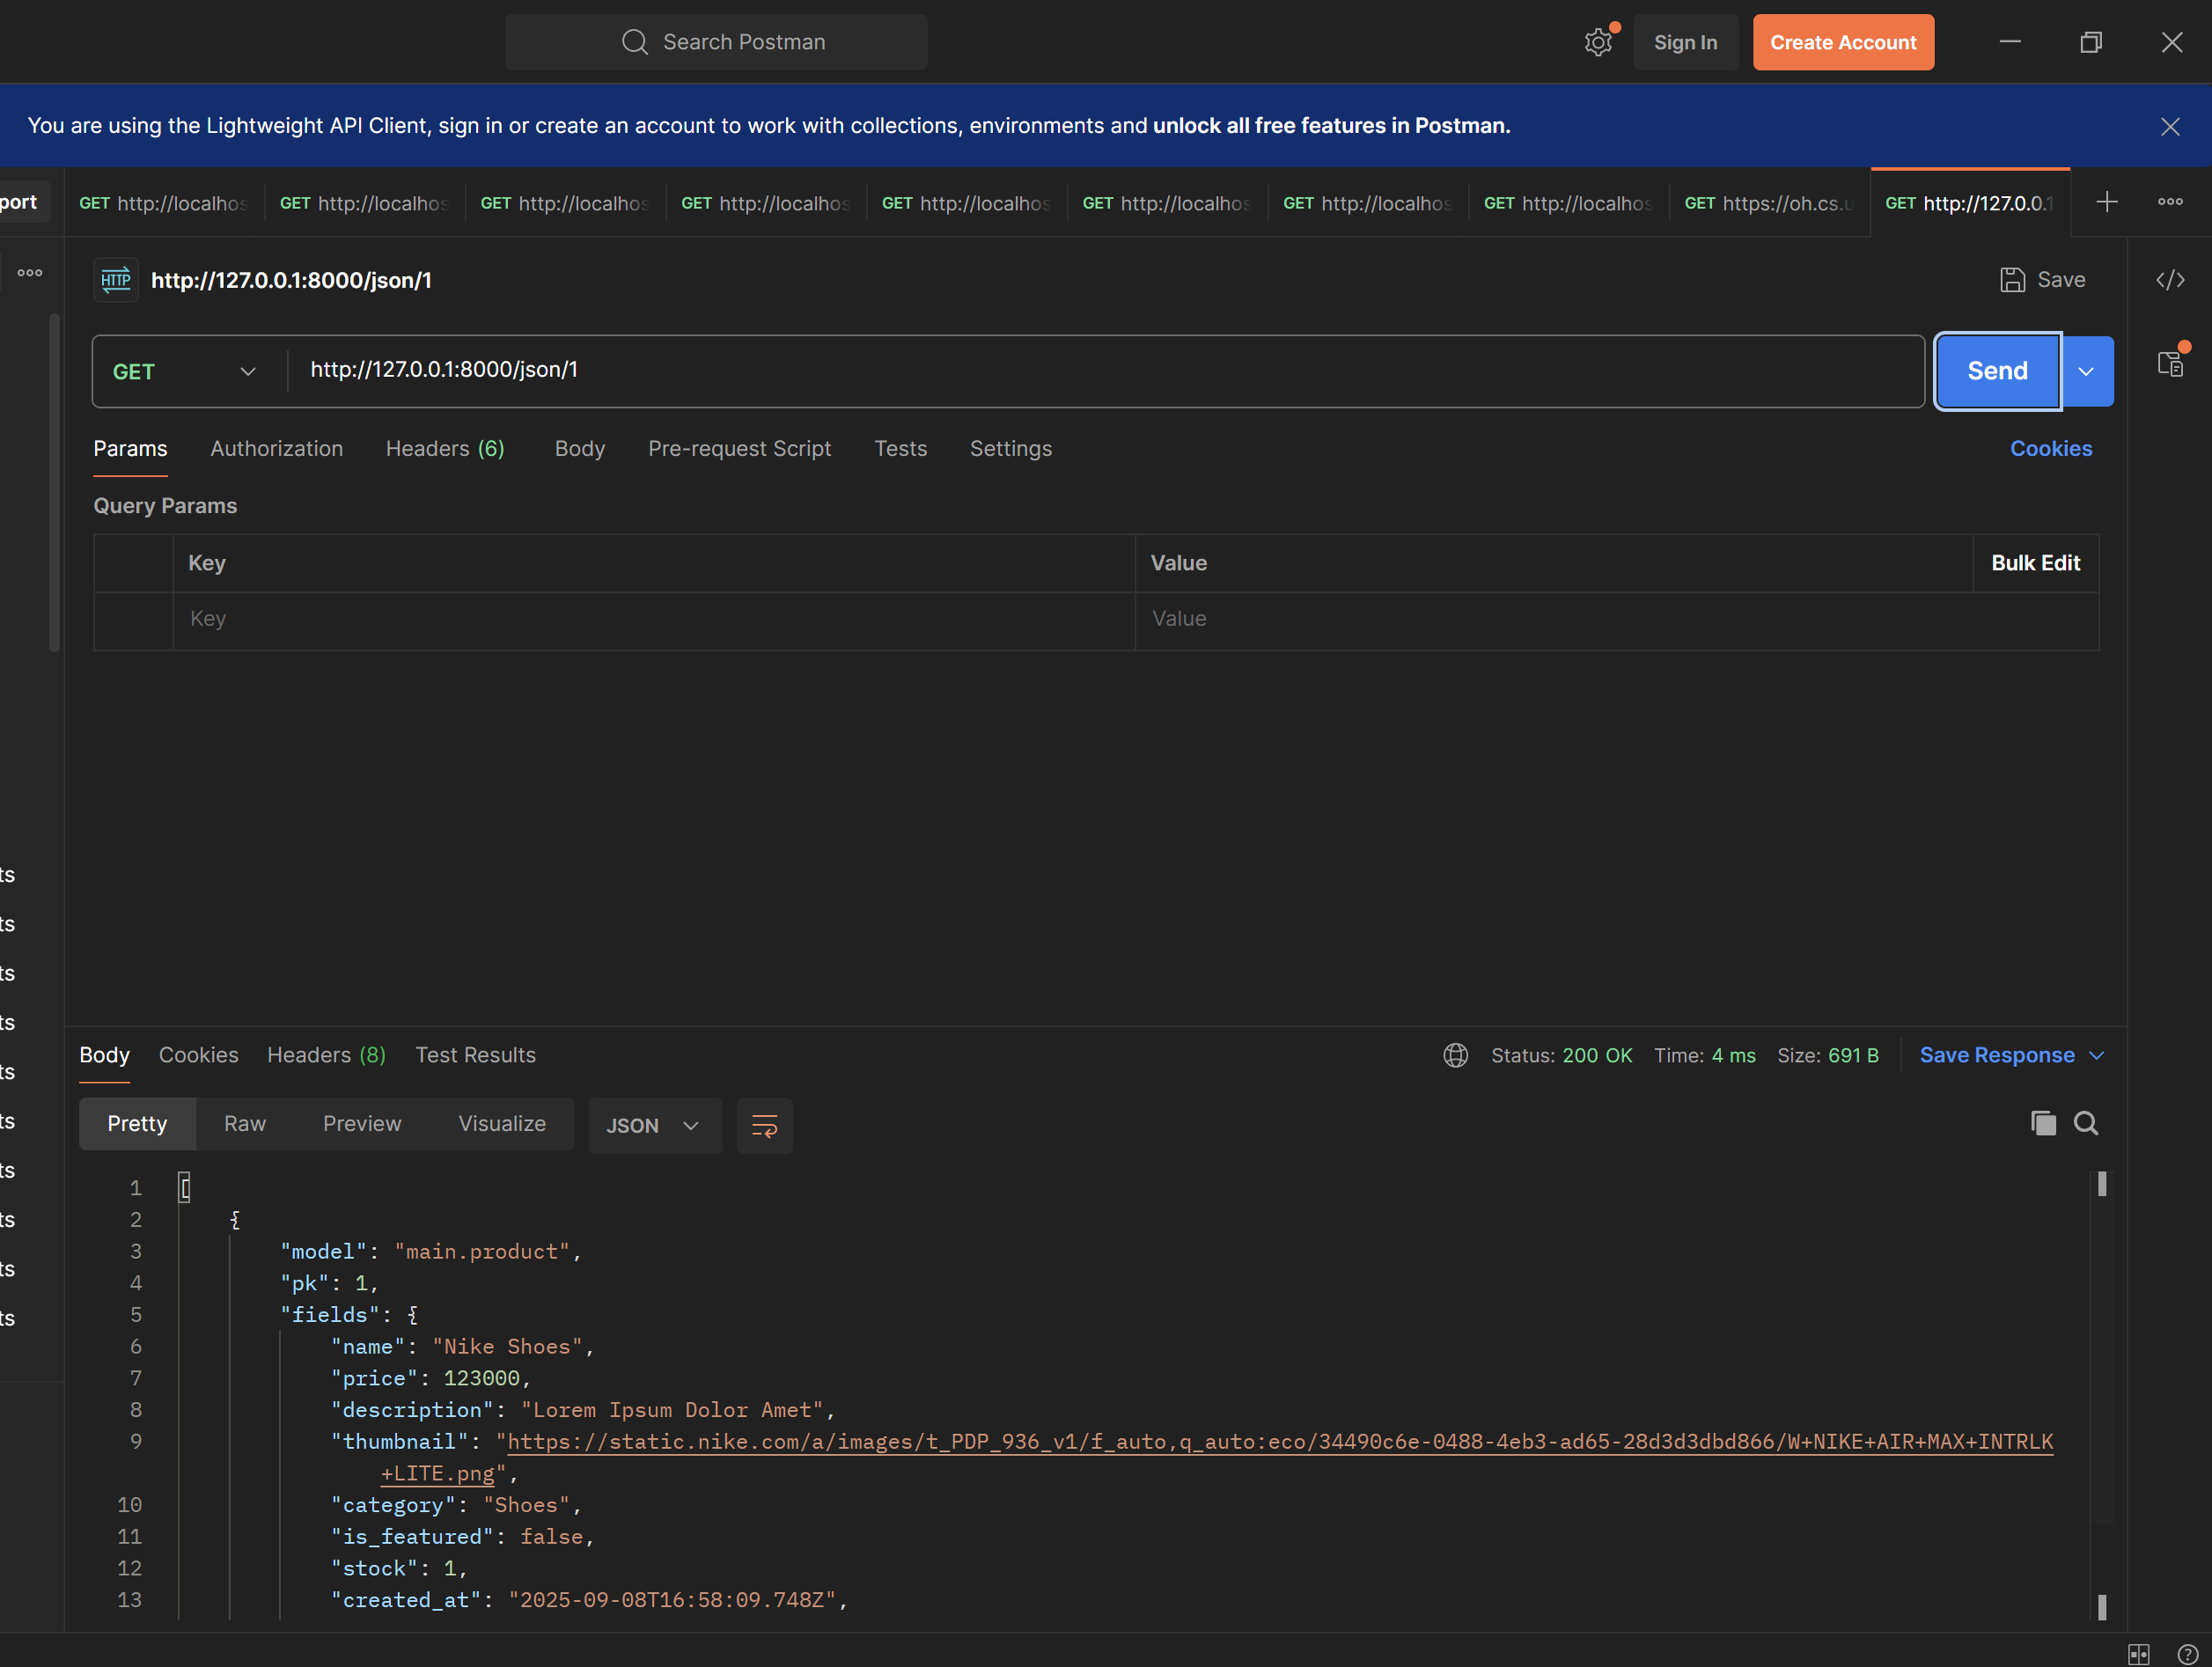 Search Postman
Sign In
Create Account
You are using the Lightweight API Client, sign in or create an account to work with collections, environments and unlock all free features in Postman.
port
GET http://localhos
GET http://localhos
GET http://localhos
GET http://localhos
GET http://localhos
GET http://localhos
GET http://localhos
GET http://localhos
GET https://oh.cs.u
GET http://127.0.0.1
HTTP http://127.0.0.1:8000/json/1
Save
GET http://127.0.0.1:8000/json/1
Send
Params Authorization Headers (6) Body Pre-request Script Tests Settings
Cookies
Query Params
Key Value Bulk Edit
Key Value
ts
ts
ts
ts
ts
ts
ts
ts
ts
ts
Body Cookies Headers (8) Test Results
Status: 200 OK Time: 4 ms Size: 691 B Save Response
Pretty Raw Preview Visualize JSON
1 [
2 {
3 "model": "main.product",
4 "pk": 1,
5 "fields": {
6 "name": "Nike Shoes",
7 "price": 123000,
8 "description": "Lorem Ipsum Dolor Amet",
9 "thumbnail": "https://static.nike.com/a/images/t_PDP_936_v1/f_auto,q_auto:eco/34490c6e-0488-4eb3-ad65-28d3d3dbd866/W+NIKE+AIR+MAX+INTRLK
+LITE.png",
10 "category": "Shoes",
11 "is_featured": false,
12 "stock": 1,
13 "created_at": "2025-09-08T16:58:09.748Z",